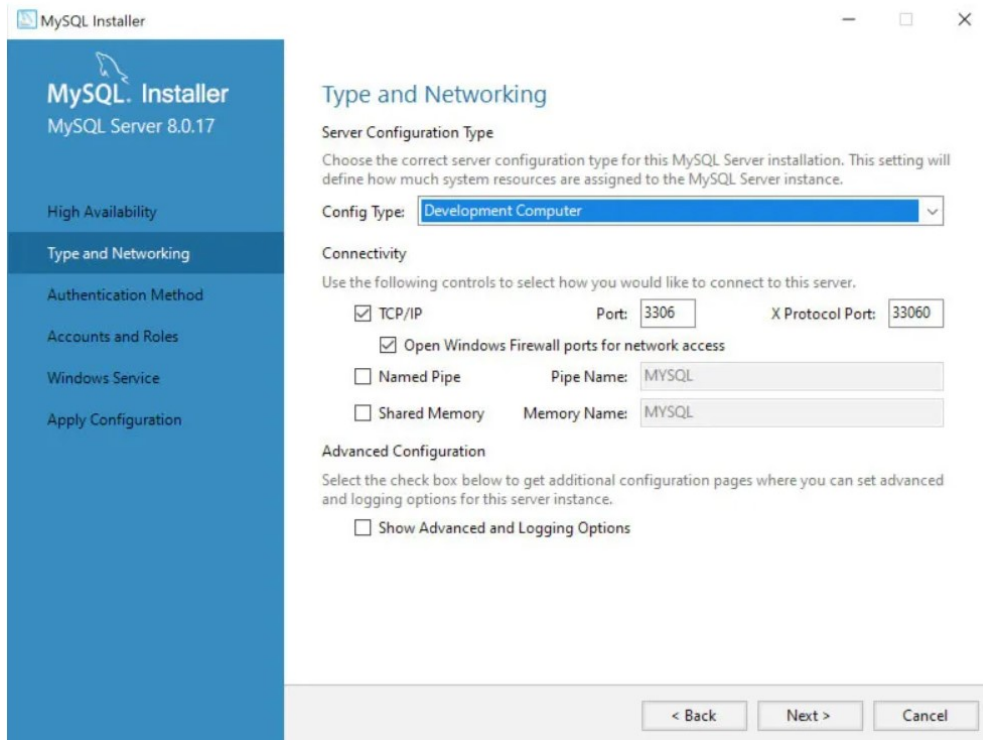 MySQL Installer
MySQL. Installer
MySQL Server 8.0.17
High Availability
Type and Networking
Authentication Method
Accounts and Roles
Windows Service
Apply Configuration
Type and Networking
Server Configuration Type
Choose the correct server configuration type for this MySQL Server installation. This setting will
define how much system resources are assigned to the MySQL Server instance.
Config Type: Development Computer
Connectivity
Use the following controls to select how you would like to connect to this server.
TCP/IP Port: 3306 X Protocol Port: 33060
Open Windows Firewall ports for network access
Named Pipe Pipe Name: MYSQL
Shared Memory Memory Name: MYSQL
Advanced Configuration
Select the check box below to get additional configuration pages where you can set advanced
and logging options for this server instance.
Show Advanced and Logging Options
< Back Next > Cancel